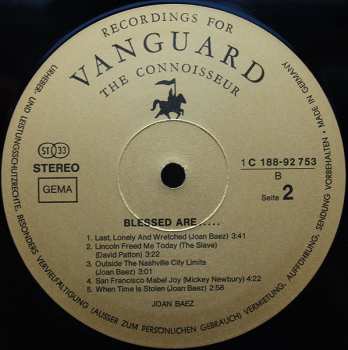 RECORDINGS FOR
VANGUARD
THE CONNOISSEUR
MADE IN GERMANY
ST 33
STEREO
GEMA
1 C 188-92 753
B
Seite 2
BLESSED ARE.....
1. Last, Lonely And Wretched (Joan Baez) 3:41
2. Lincoln Freed Me Today (The Slave)
(David Patton) 3:22
3. Outside The Nashville City Limits
(Joan Baez) 3:01
4. San Francisco Mabel Joy (Mickey Newbury) 4:22
5. When Time Is Stolen (Joan Baez) 2:58
JOAN BAEZ
URHEBER- UND LEISTUNGSSCHUTZRECHTE, BESONDERS VERVIELFÄLTIGUNG (AUSSER ZUM PERSÖNLICHEN GEBRAUCH) VERMIETUNG, AUFFÜHRUNG, SENDUNG VORBEHALTEN •